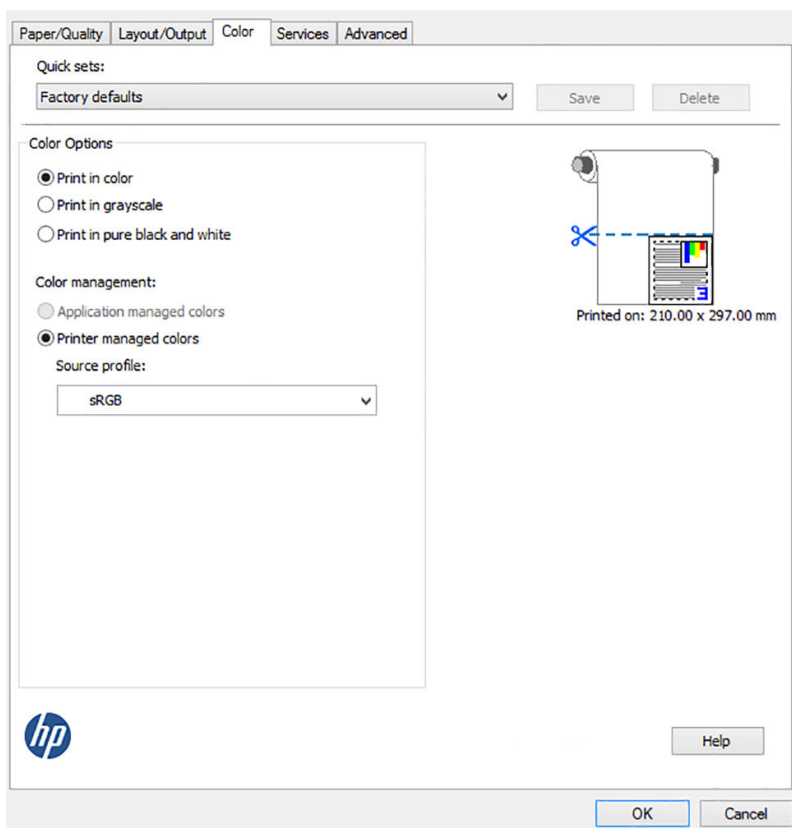 Paper/Quality Layout/Output Color Services Advanced
Quick sets:
Factory defaults Save Delete
Color Options
Print in color
Print in grayscale
Print in pure black and white
Color management:
Application managed colors
Printed on: 210.00 x 297.00 mm
Printer managed colors
Source profile:
sRGB
hp
Help
OK Cancel